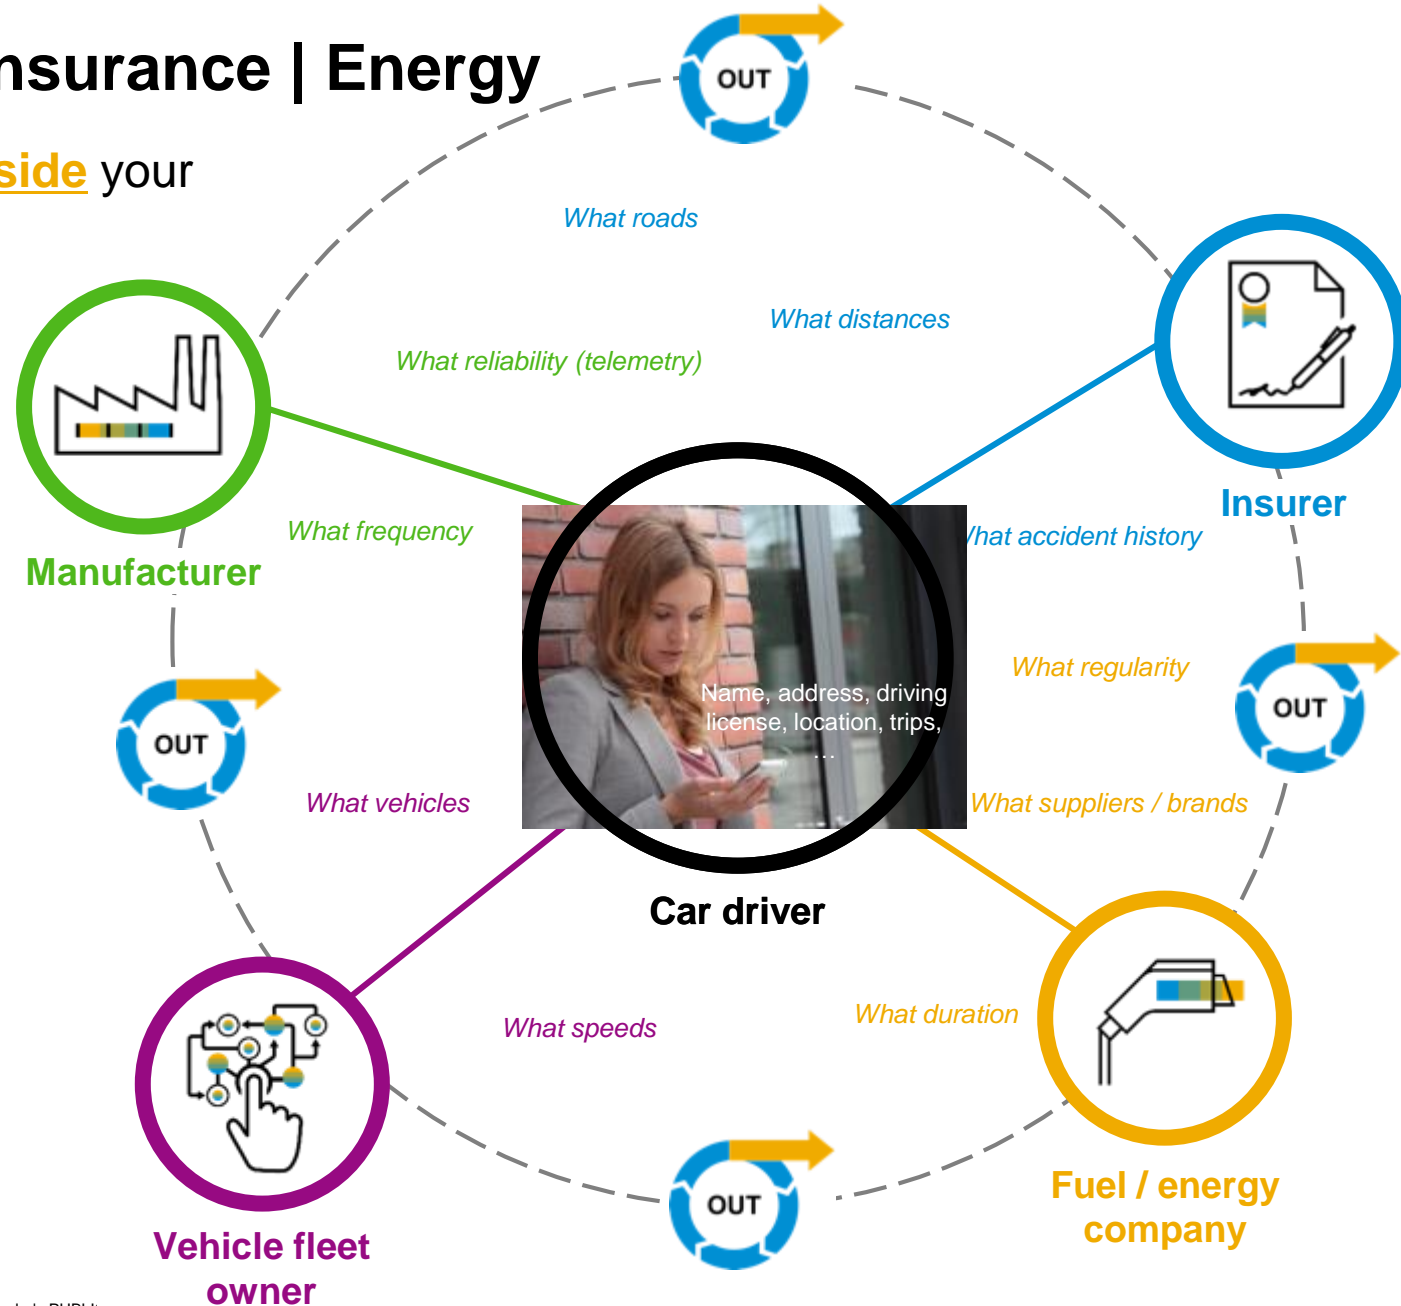 nsurance | Energy
side your
OUT
What roads
What distances
What reliability (telemetry)
Insurer
What frequency
hat accident history
Manufacturer
What regularity
Name, address, driving
license, location, trips,
…
OUT
OUT
What vehicles
What suppliers / brands
Car driver
What speeds
What duration
OUT
Fuel / energy
company
Vehicle fleet
owner